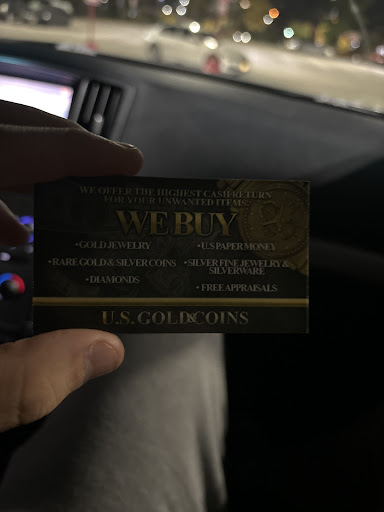 WE OFFER THE HIGHEST CASH RETURN
FOR YOUR UNWANTED ITEMS.
WE BUY
•GOLD JEWELRY
•RARE GOLD & SILVER COINS
•DIAMONDS
•U.S PAPER MONEY
•SILVER FINE JEWELRY &
SILVERWARE
•FREE APPRAISALS
U.S. GOLD&COINS